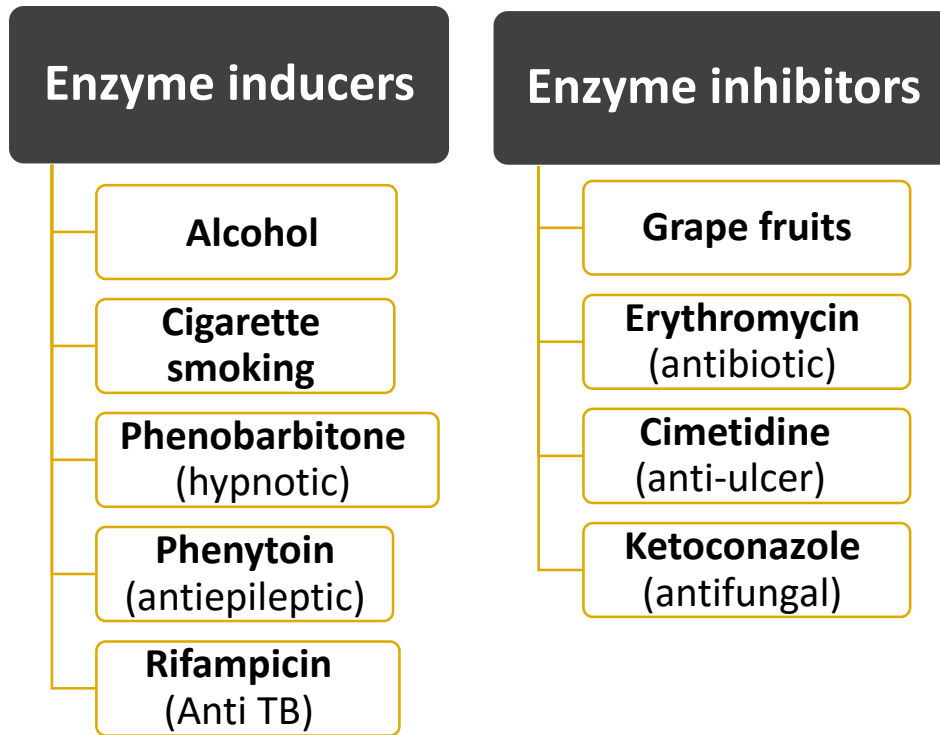 Enzyme inducers
Alcohol
Cigarette
smoking
Phenobarbitone
(hypnotic)
Phenytoin
(antiepileptic)
Rifampicin
(Anti TB)
Enzyme inhibitors
Grape fruits
Erythromycin
(antibiotic)
Cimetidine
(anti-ulcer)
Ketoconazole
(antifungal)